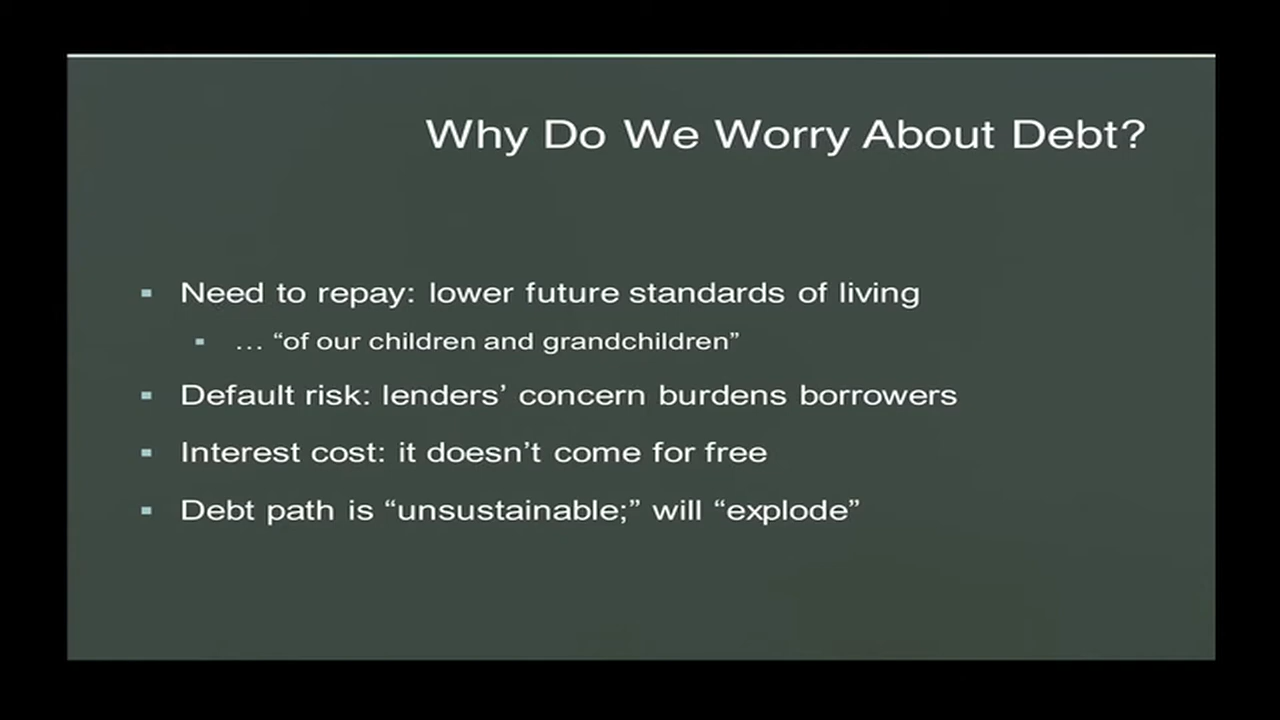 Why Do We Worry About Debt?
Need to repay: lower future standards of living
… “of our children and grandchildren”
Default risk: lenders’ concern burdens borrowers
Interest cost: it doesn’t come for free
Debt path is “unsustainable;” will “explode”